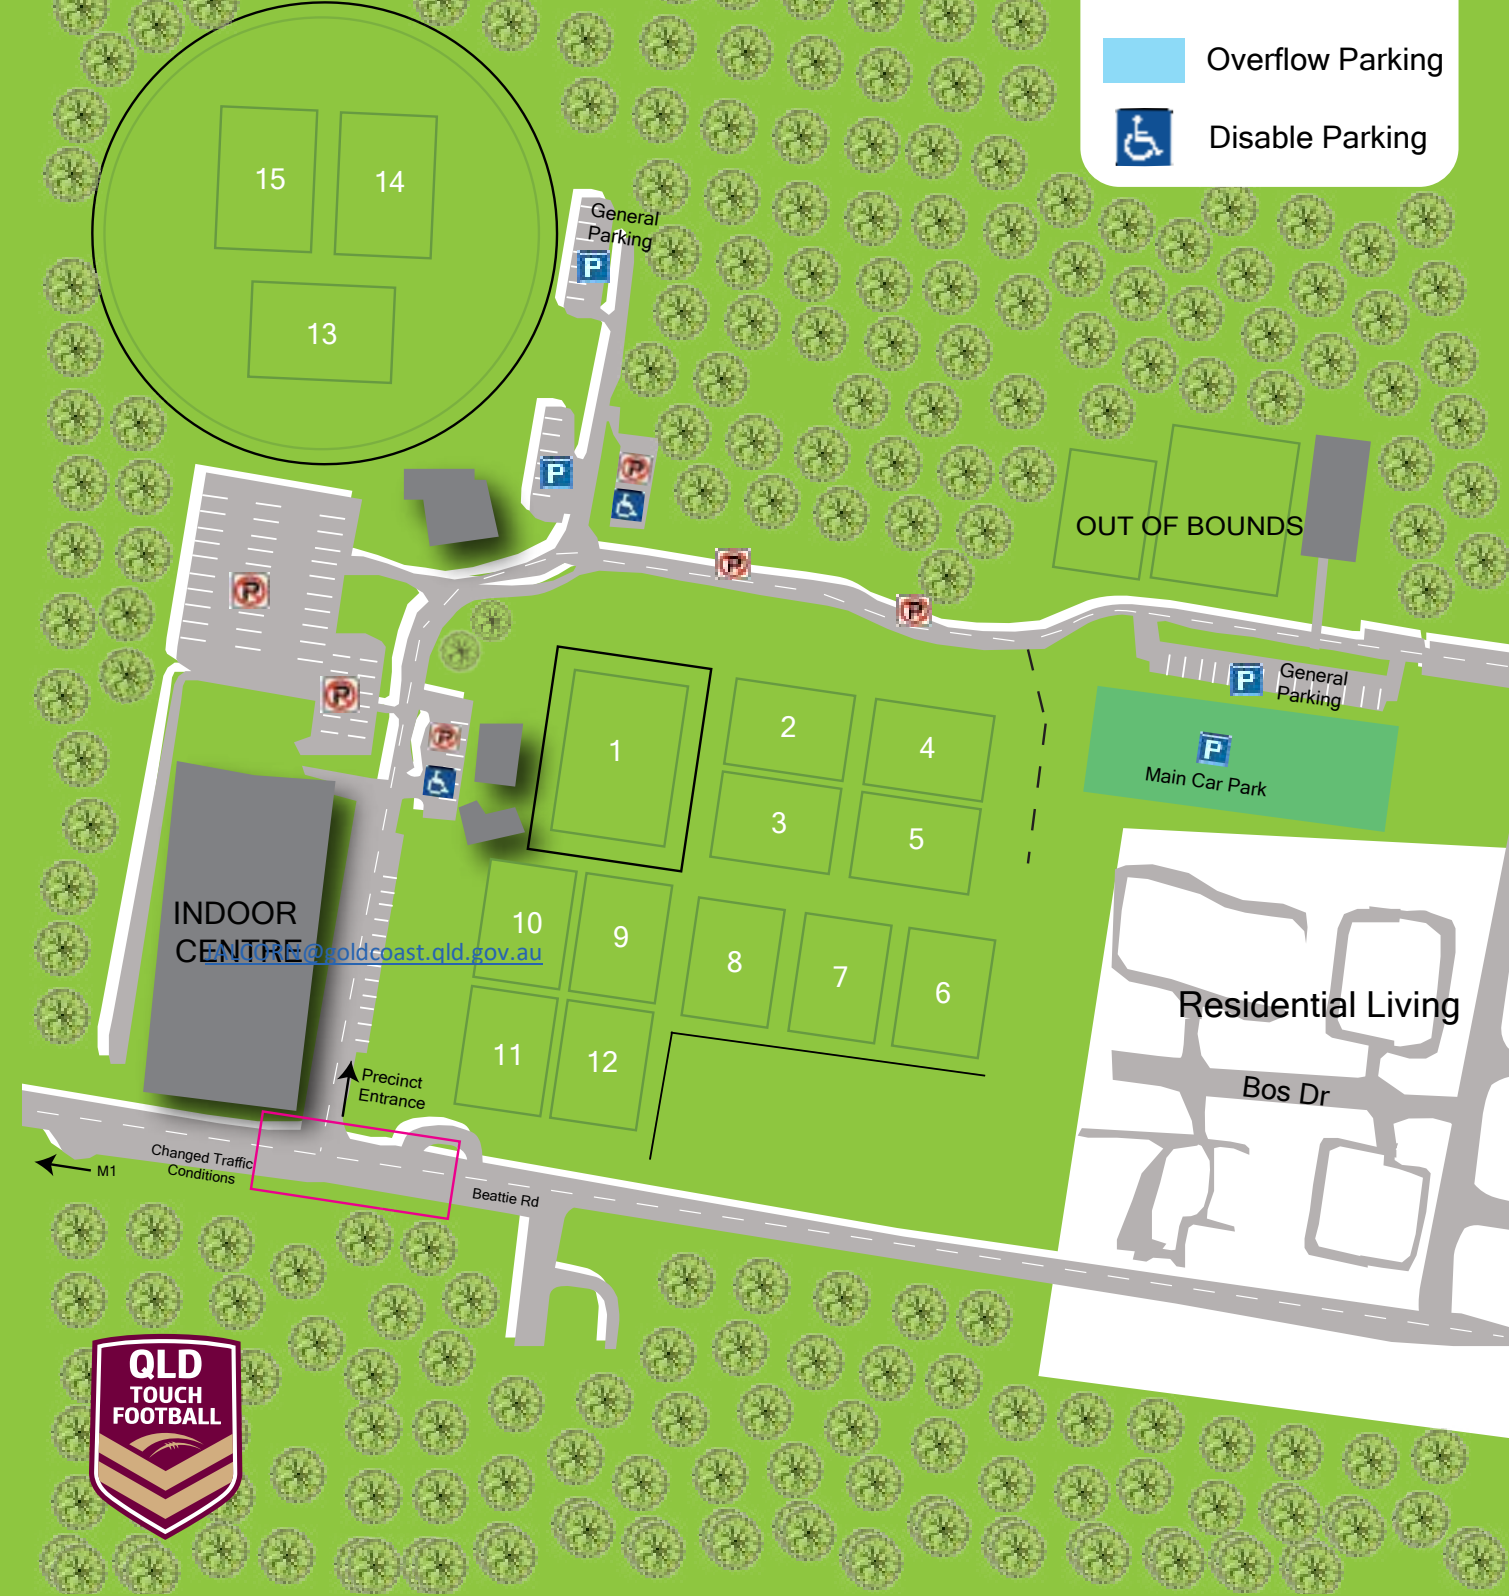 Overflow Parking
Disable Parking
15
14
13
General
Parking
P
P
P
P
P
OUT OF BOUNDS
P
P
General
Parking
P
Main Car Park
P
P
P
1
2
4
3
5
10
9
8
7
6
11
12
INDOOR
CENTRE
JALCORN@goldcoast.qld.gov.au
Residential Living
Bos Dr
Precinct
Entrance
Changed Traffic
Conditions
M1
Beattie Rd
QLD
TOUCH
FOOTBALL